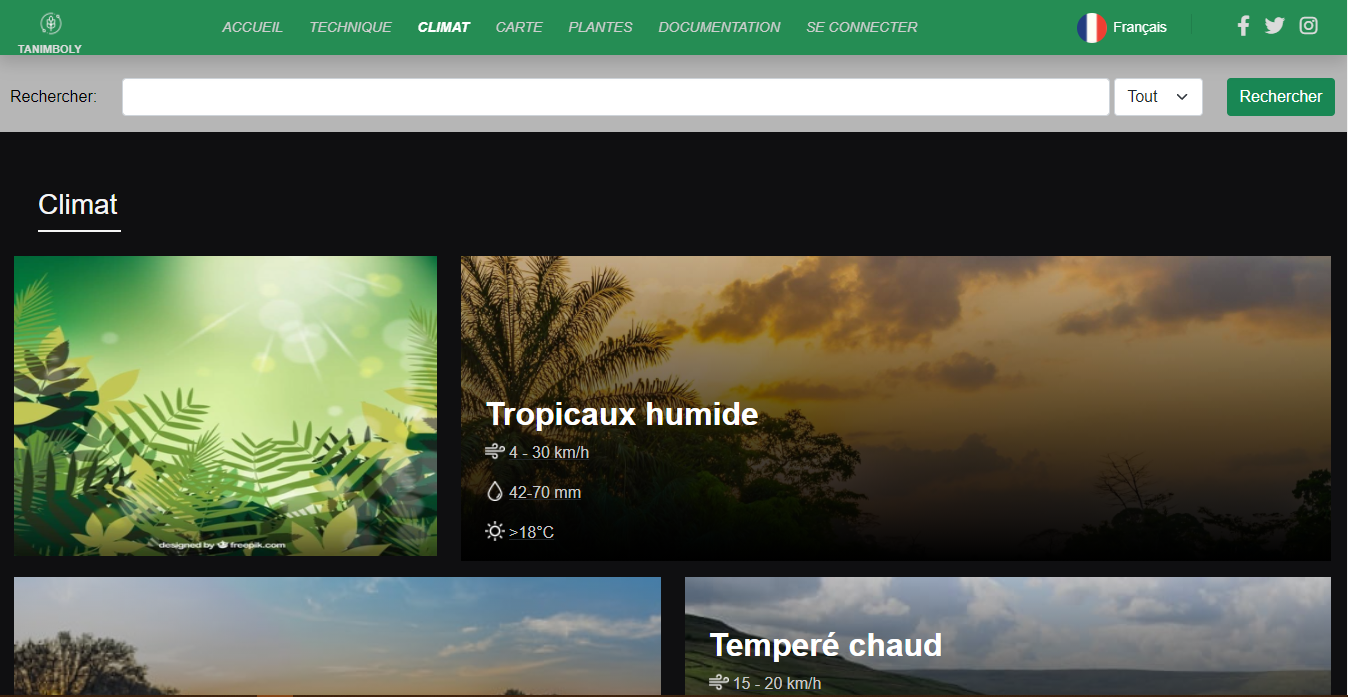 TANIMBOLY
ACCUEIL TECHNIQUE CLIMAT CARTE PLANTES DOCUMENTATION SE CONNECTER
Français
Rechercher:
Tout
Rechercher
Climat
designed by freepik.com
Tropicaux humide
4 - 30 km/h
42-70 mm
>18°C
Temperé chaud
15 - 20 km/h